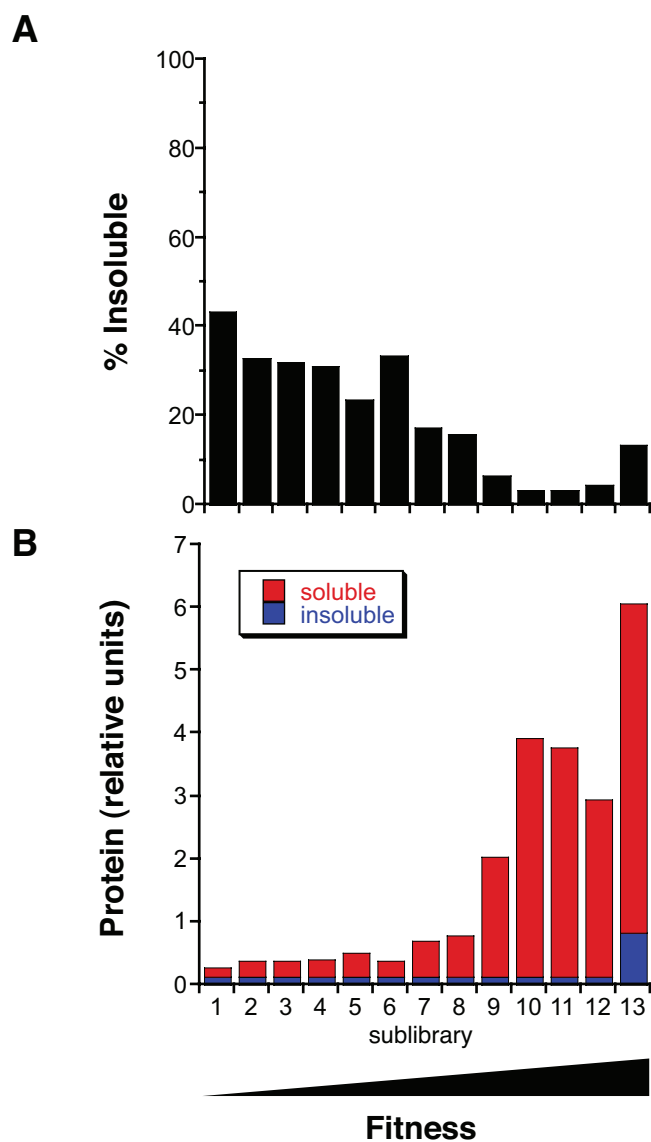 A
100
80
60
40
20
0
% Insoluble
B
7
6
5
4
3
2
1
0
Protein (relative units)
soluble
insoluble
1 2 3 4 5 6 7 8 9 10 11 12 13
sublibrary
Fitness